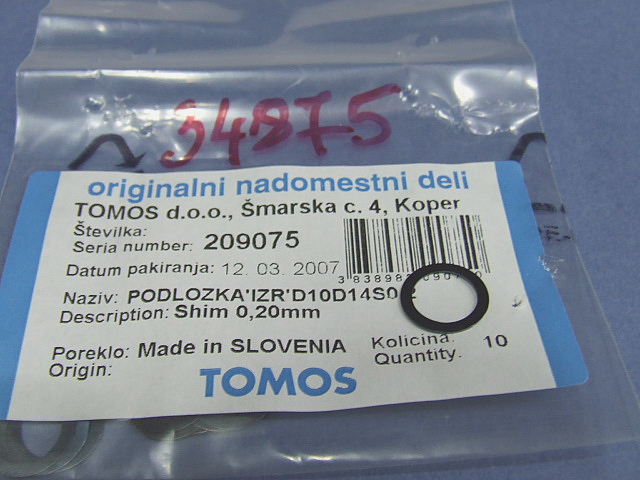 34875
originalni nadomestni deli
TOMOS d.o.o., Šmarska c. 4, Koper
Številka:
Seria number: 209075
Datum pakiranja: 12. 03. 2007
Naziv: PODLOZKA'IZR'D10D14S0
Description: Shim 0,20mm
Poreklo: Made in SLOVENIA
Origin:
Kolicina:
Quantity. 10
TOMOS